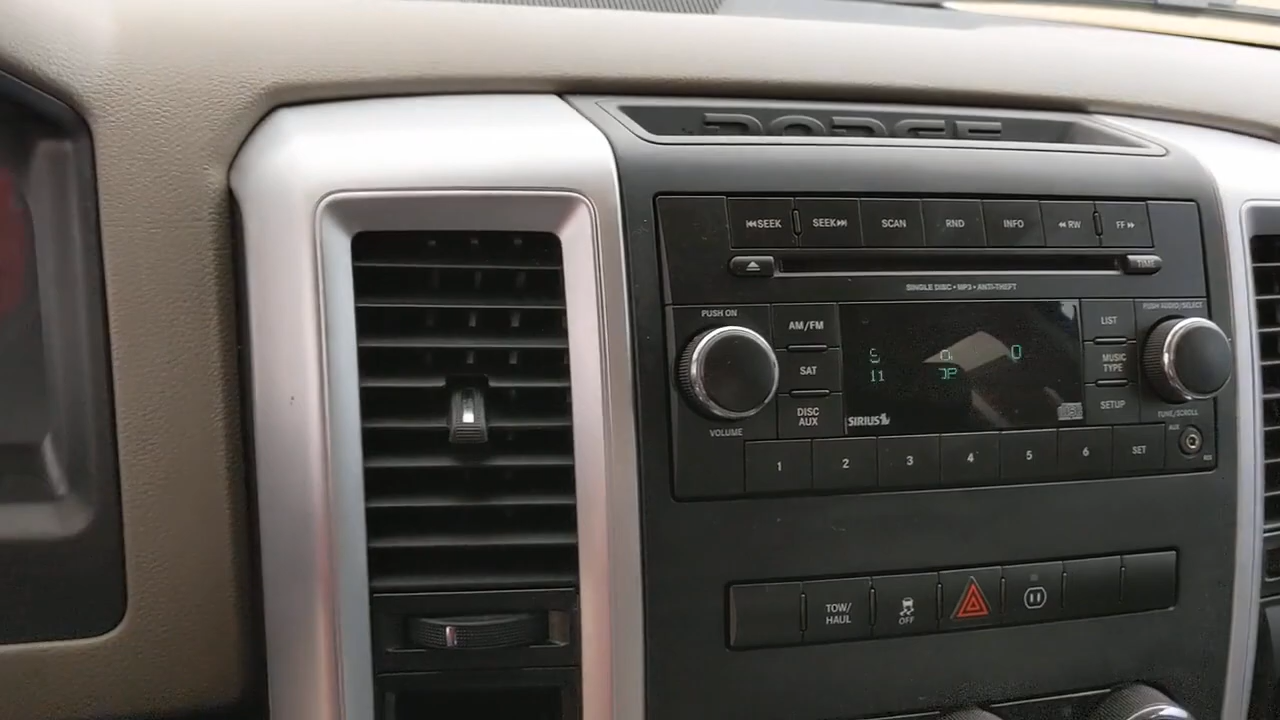 DODGE
SEEK SEEK SCAN RND INFO RW FF
TIME
SINGLE DISC • MP3 • ANTI-THEFT
PUSH ON
PUSH AUDIO/SELECT
AM/FM
LIST
SAT
MUSIC
TYPE
DISC
AUX
SETUP
SIRIUS
VOLUME
TUNE/SCROLL
AUX
1 2 3 4 5 6 SET
TOW/
HAUL
OFF